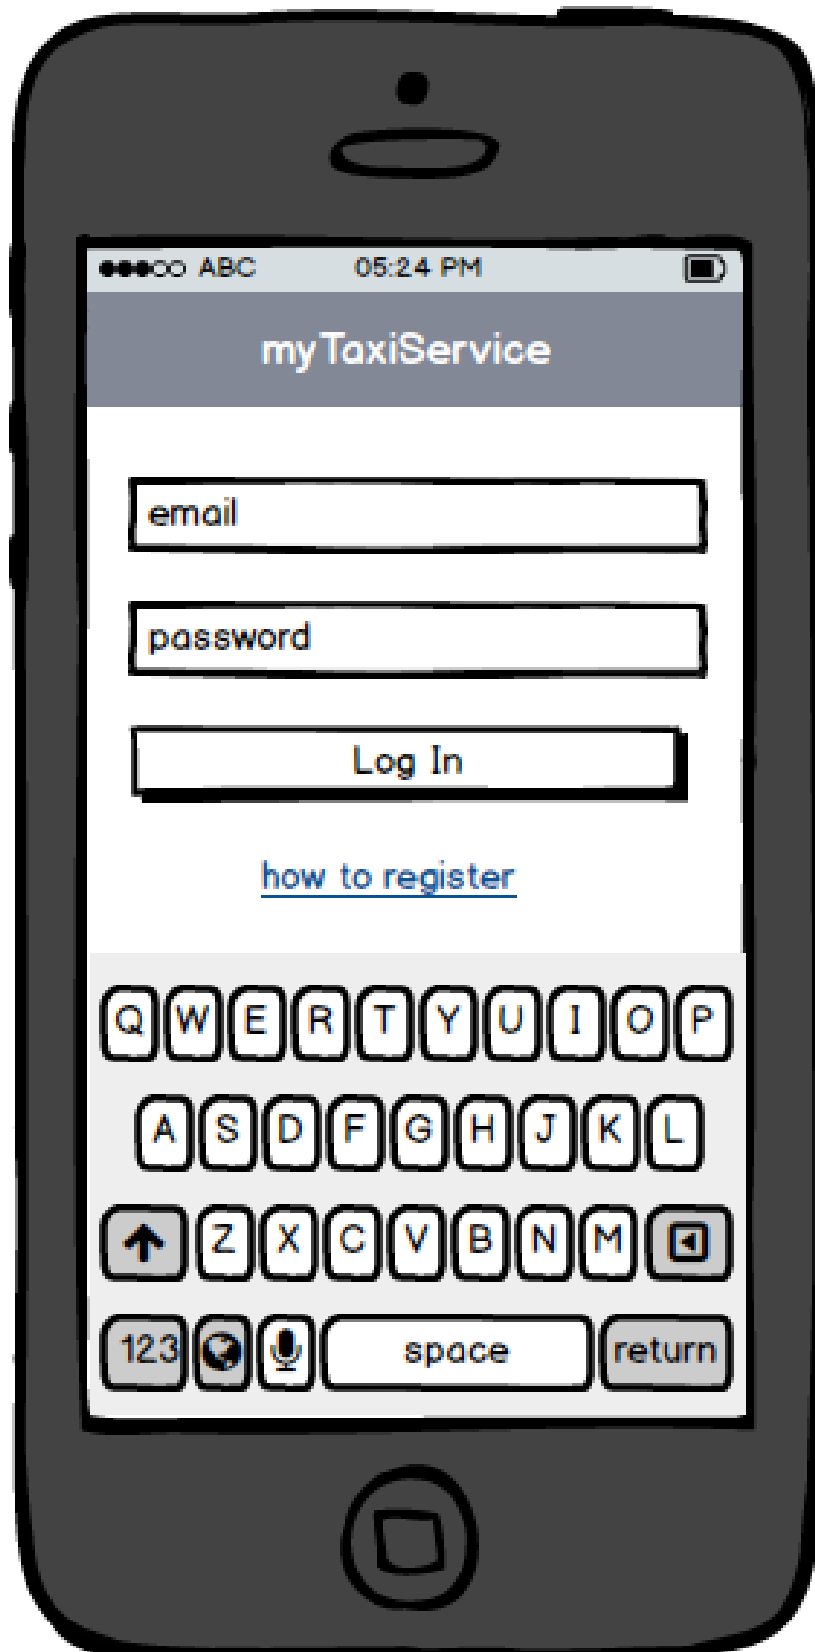 ABC 05:24 PM
myTaxiService
email
password
Log In
how to register
Q W E R T Y U I O P
A S D F G H J K L
Z X C V B N M
123 space return